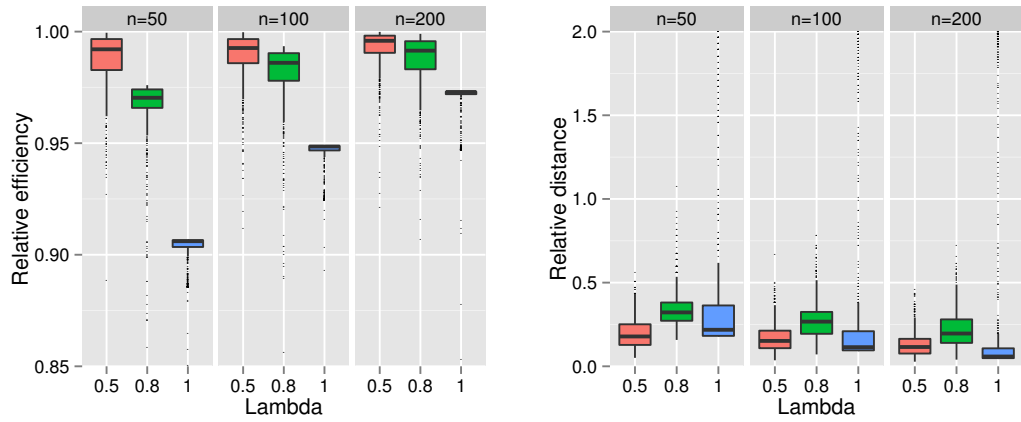 n=50 n=100 n=200
1.00
0.95
0.90
0.85
Relative efficiency
0.5 0.8 1 0.5 0.8 1 0.5 0.8 1
Lambda
n=50 n=100 n=200
2.0
1.5
1.0
0.5
0.0
Relative distance
0.5 0.8 1 0.5 0.8 1 0.5 0.8 1
Lambda